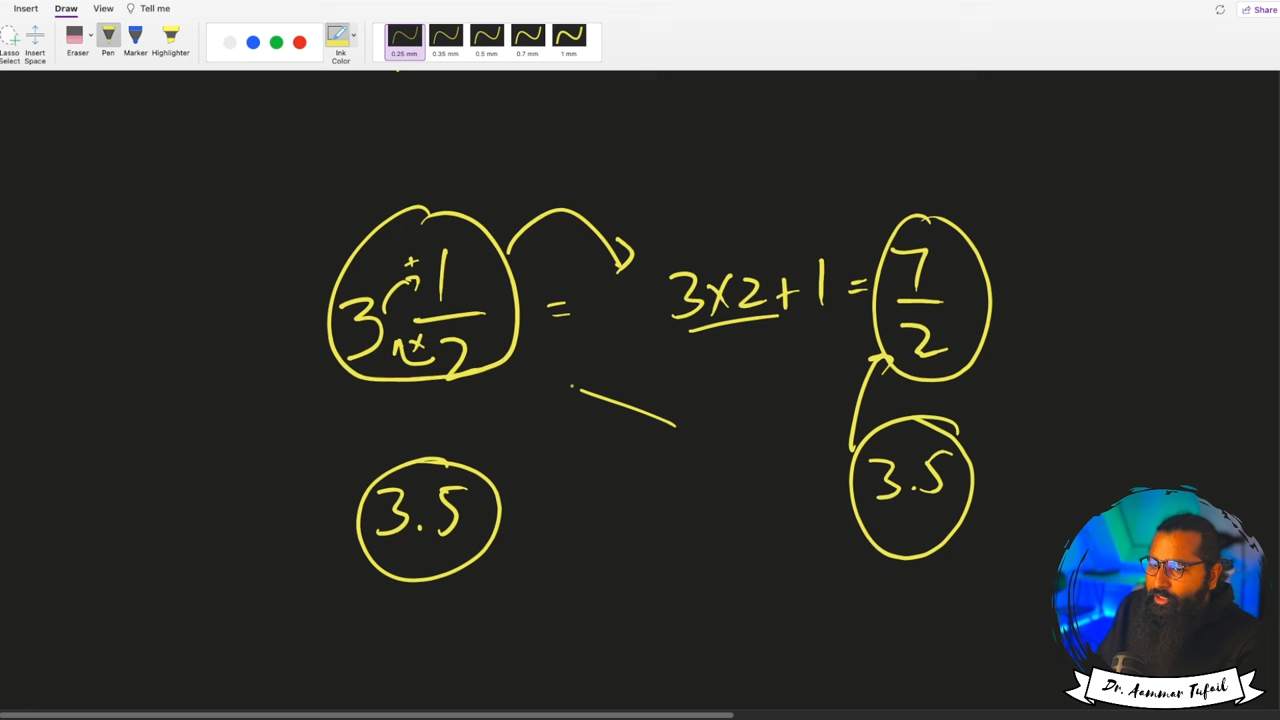 Insert Draw View Tell me Share
Lasso Select Insert Space Eraser Pen Marker Highlighter Ink Color 0.25 mm 0.35 mm 0.5 mm 0.7 mm 1 mm
3 1/2 = 3×2+1 = 7/2
+
×
3.5 3.5
Dr. Aammar Tufail